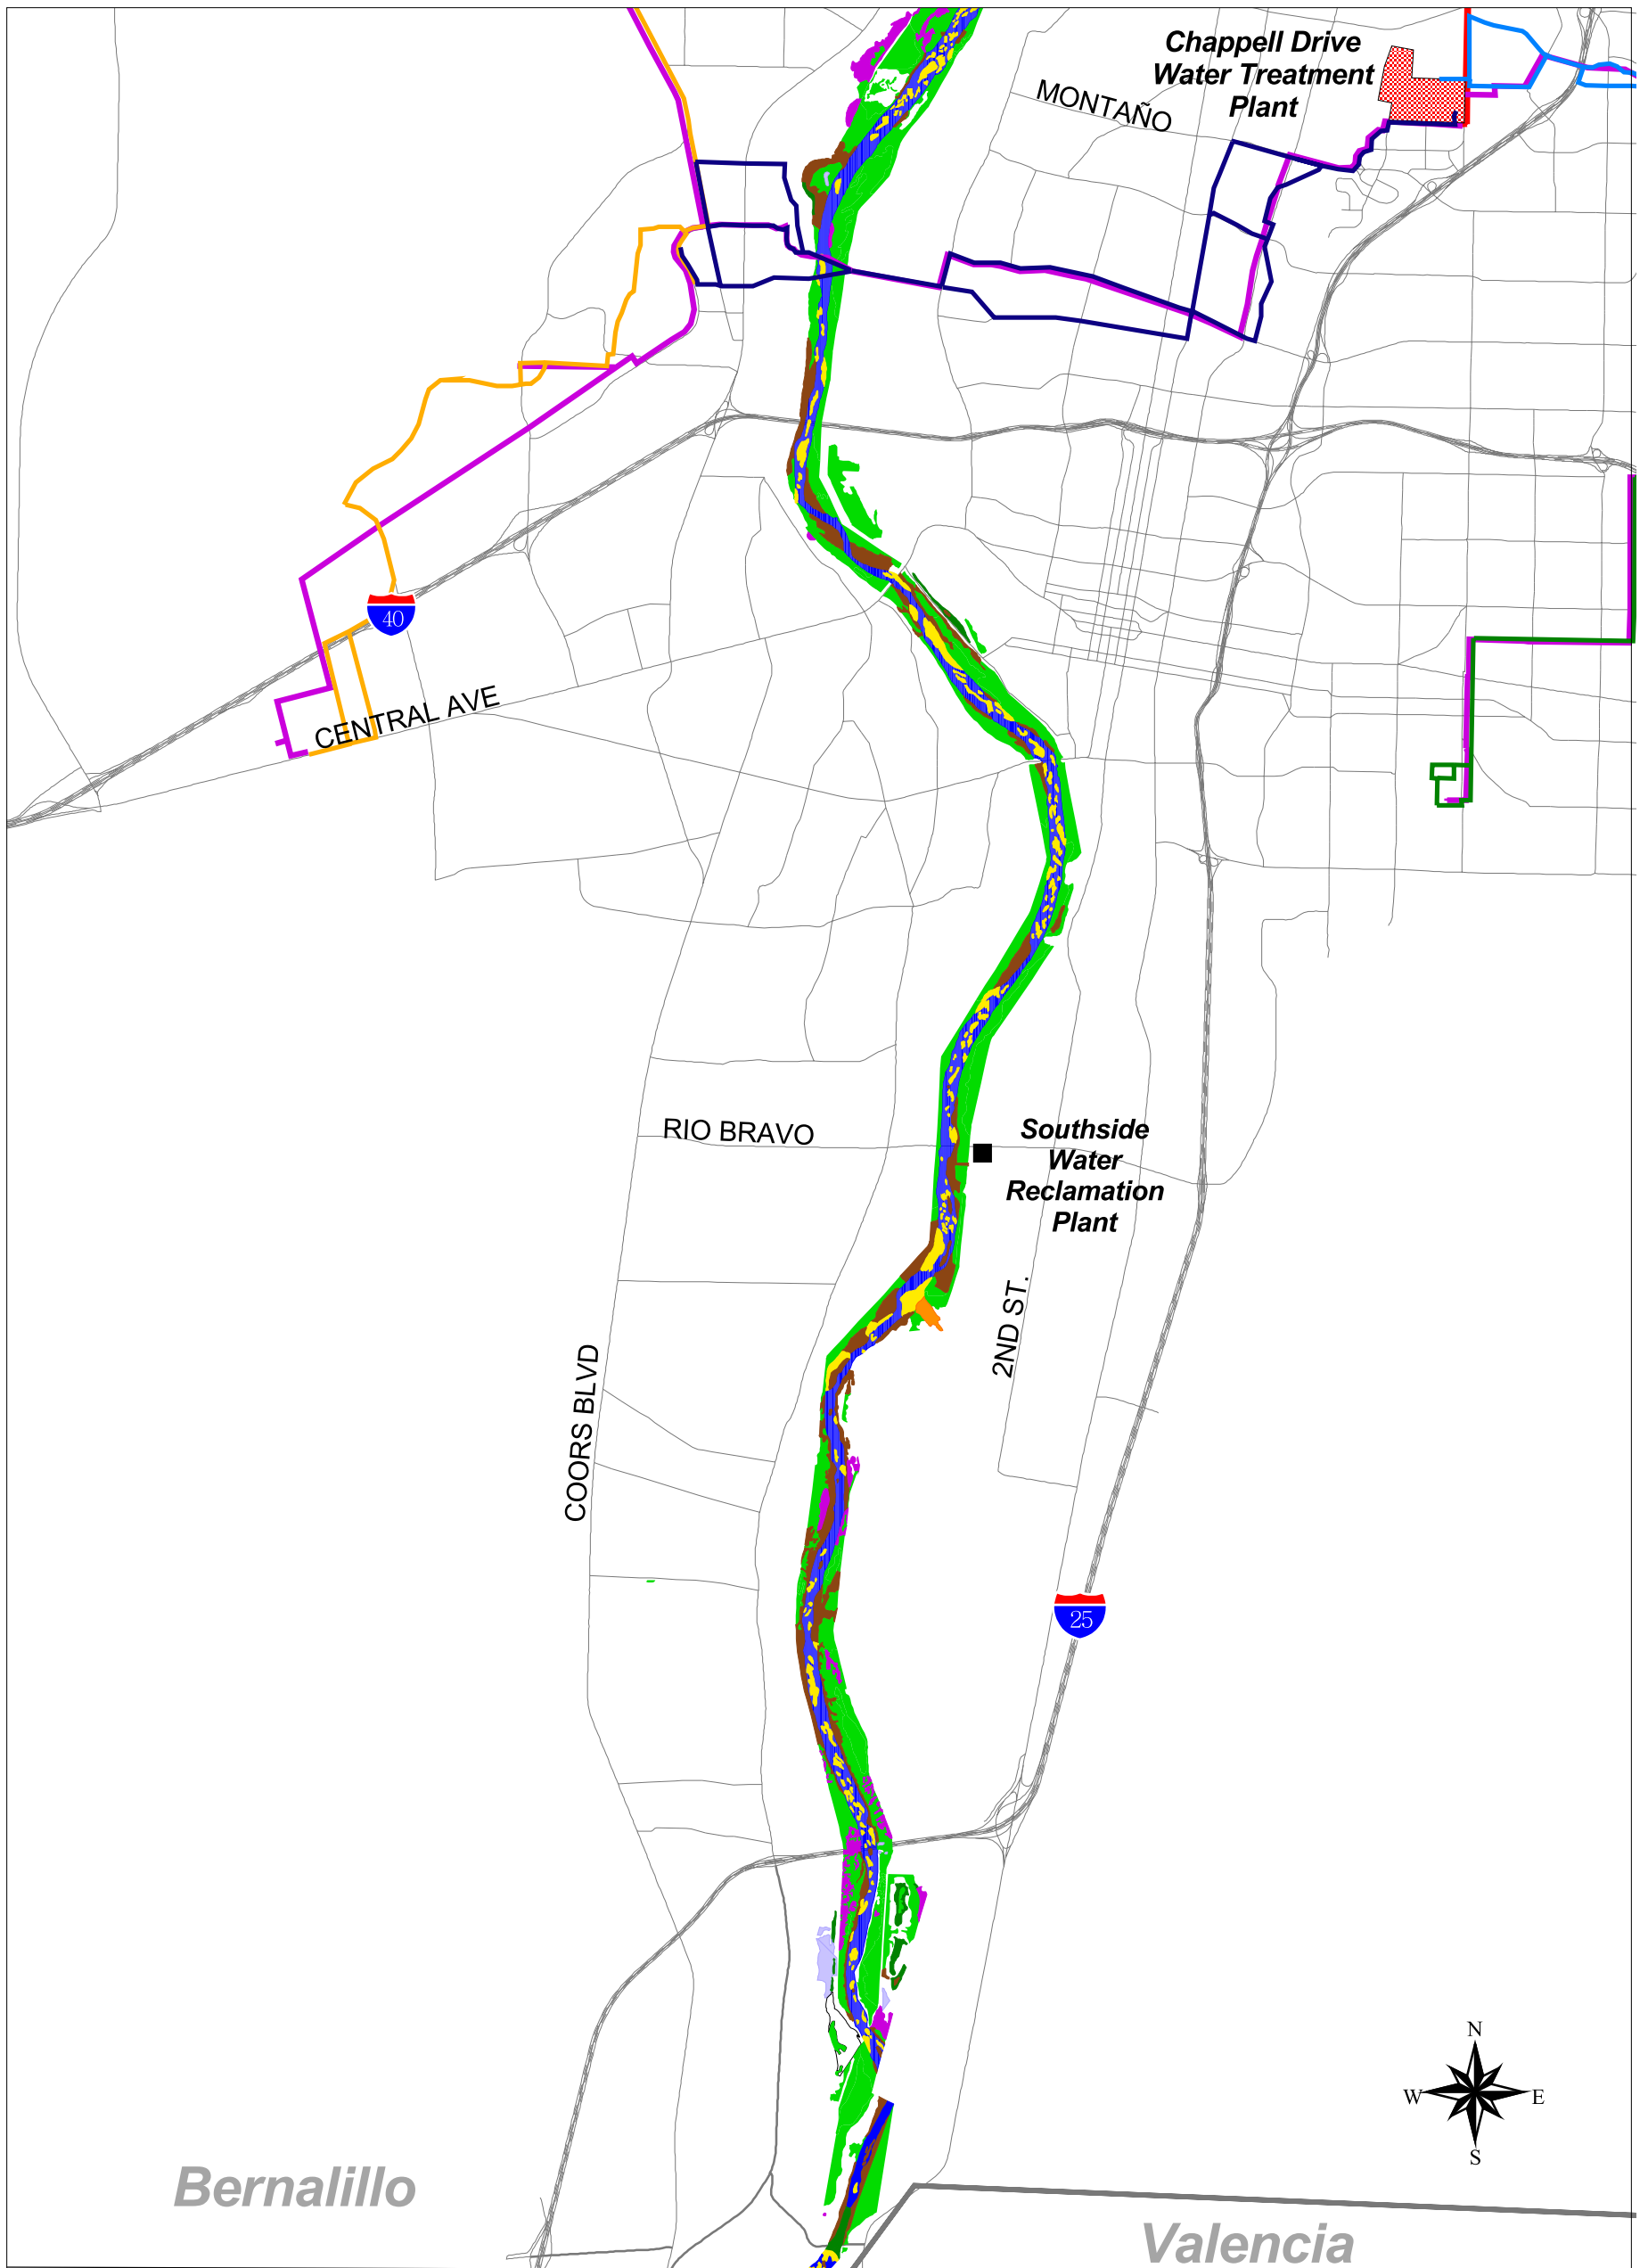 Chappell Drive
Water Treatment
Plant
MONTAÑO
40
CENTRAL AVE
RIO BRAVO
Southside
Water
Reclamation
Plant
2ND ST.
COORS BLVD
25
N
W
E
S
Bernalillo
Valencia